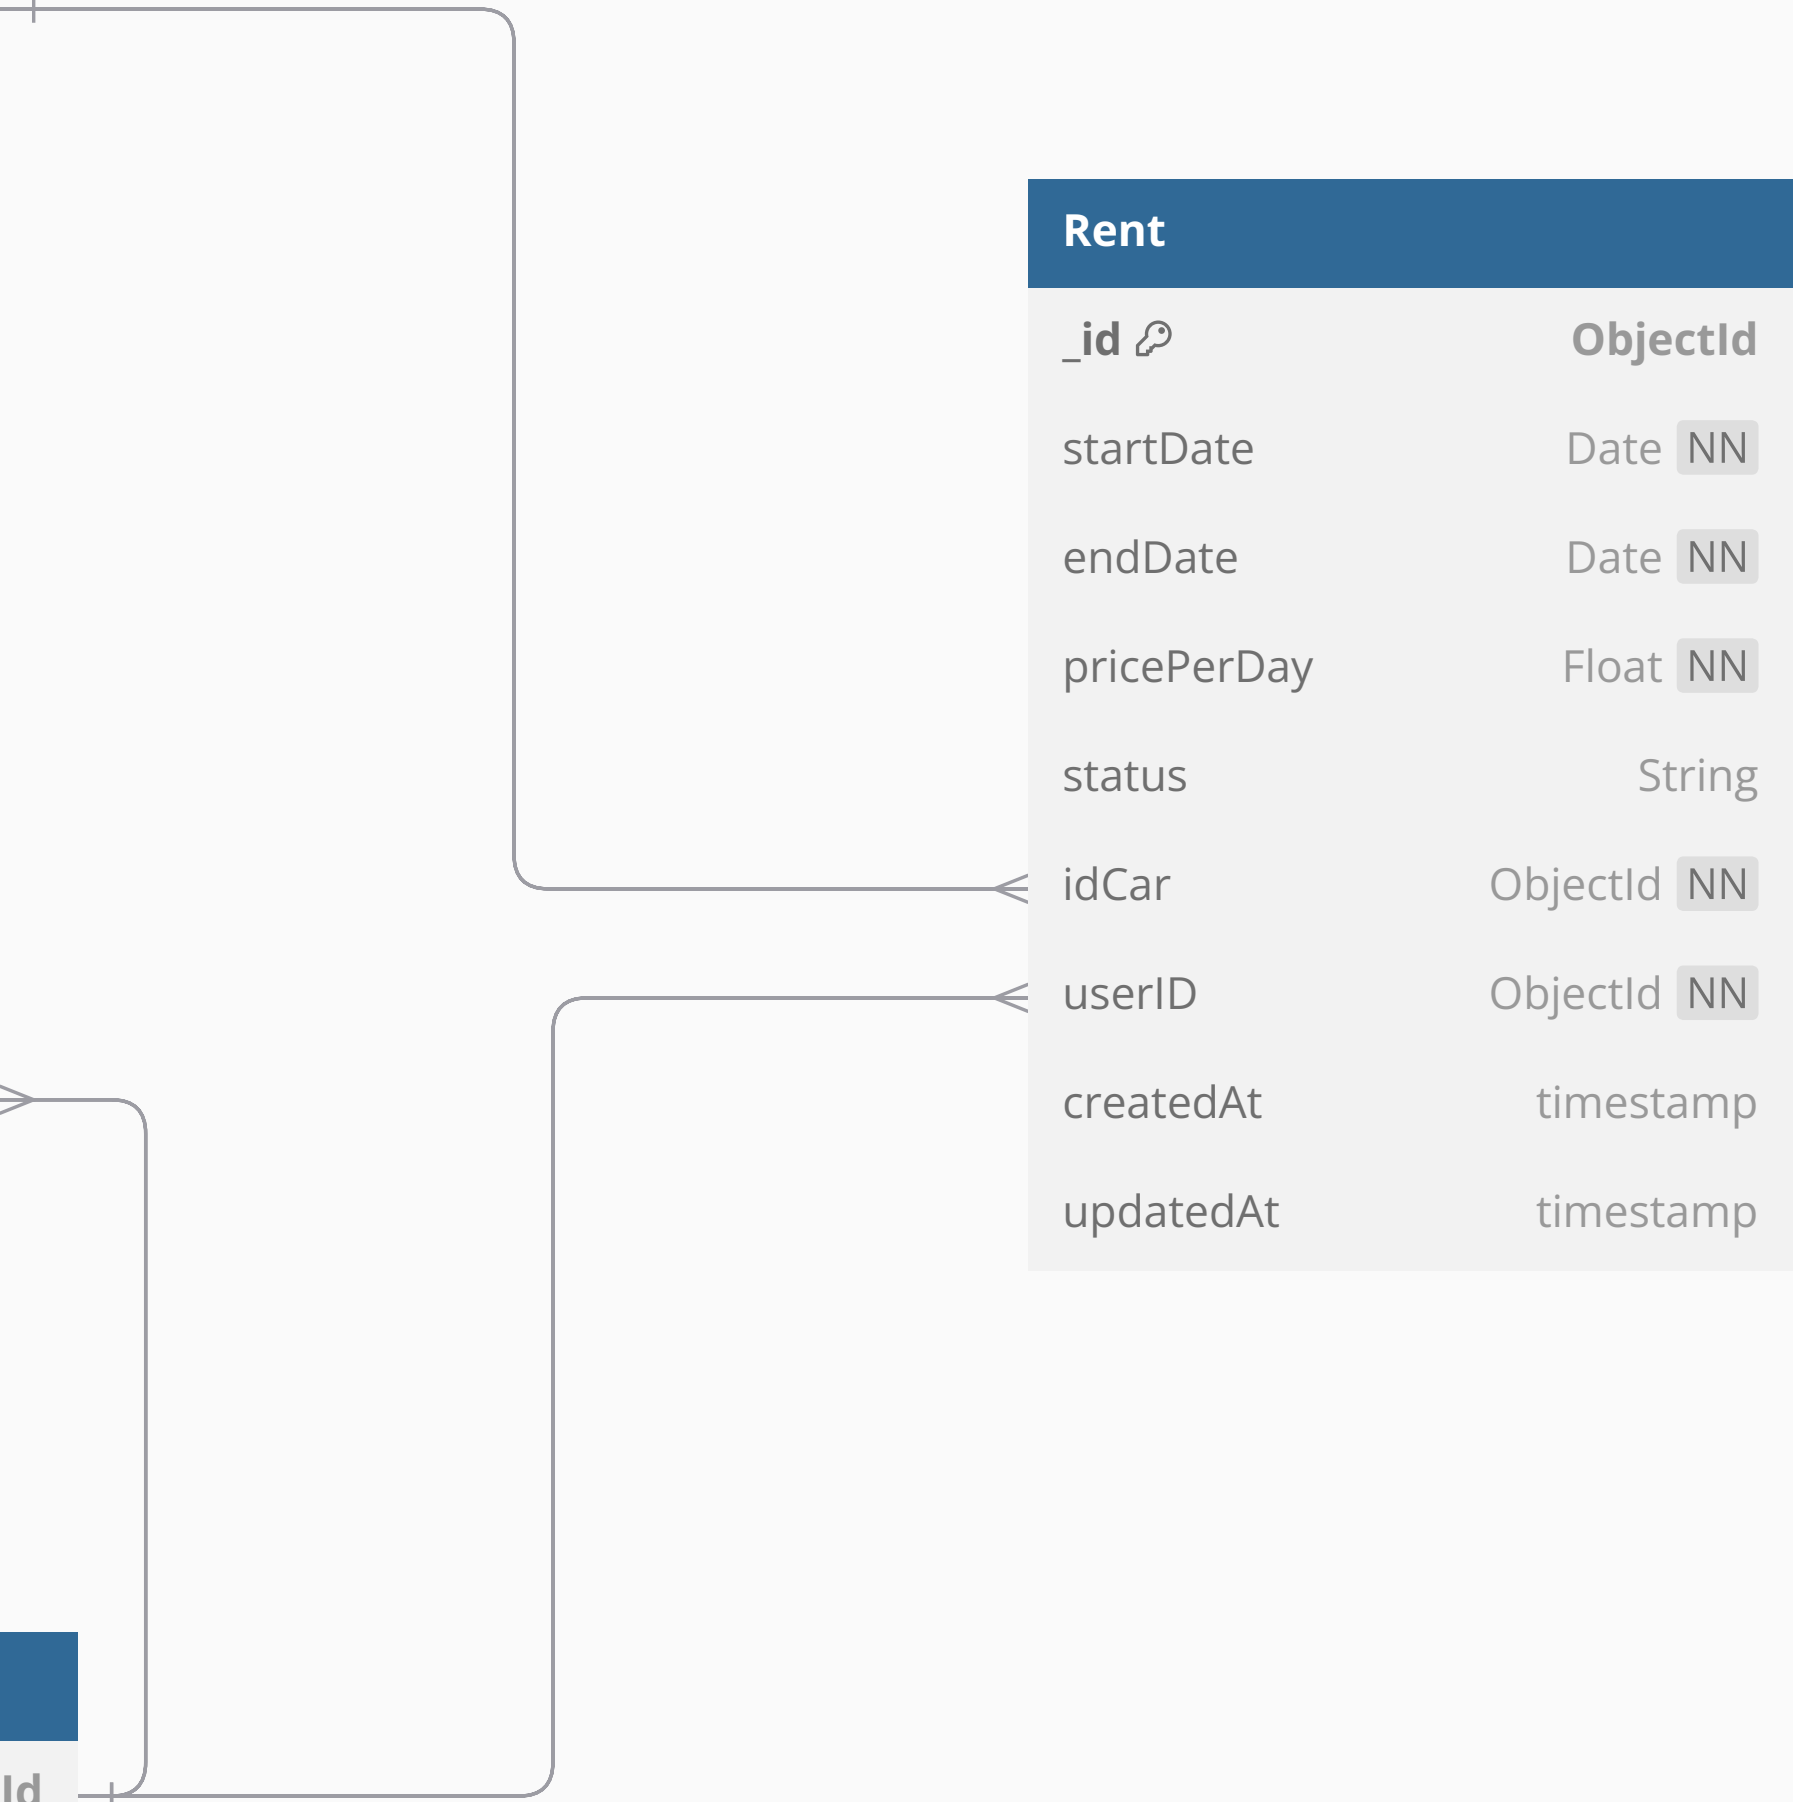 Rent
_id ObjectId
startDate Date NN
endDate Date NN
pricePerDay Float NN
status String
idCar ObjectId NN
userID ObjectId NN
createdAt timestamp
updatedAt timestamp
Id